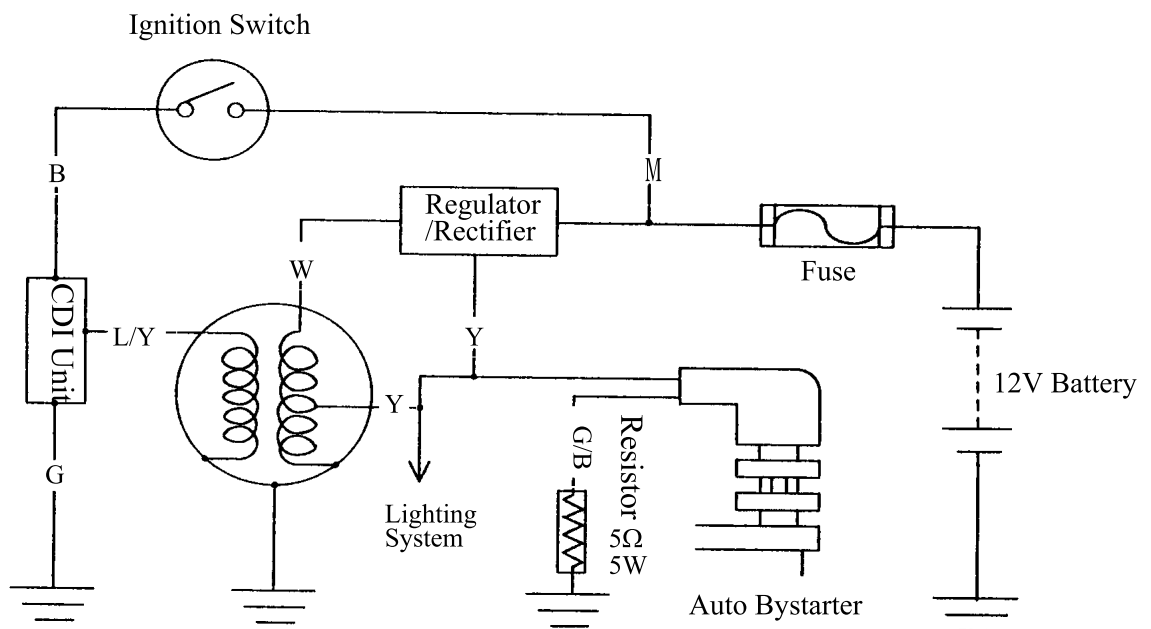 Ignition Switch
B
M
Regulator
/Rectifier
Fuse
W
CDI Unit
L/Y
Y
Y
12V Battery
G
G/B
Resistor
5Ω
5W
Lighting
System
Auto Bystarter